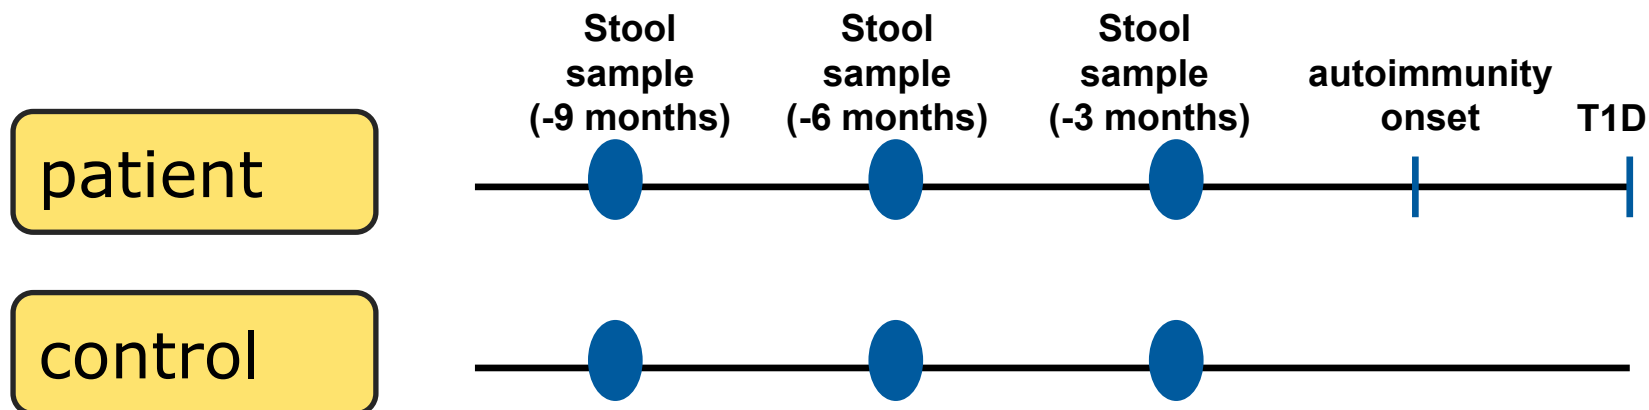 Stool
sample
(-9 months)
Stool
sample
(-6 months)
Stool
sample
(-3 months)
autoimmunity
onset
T1D
patient
control